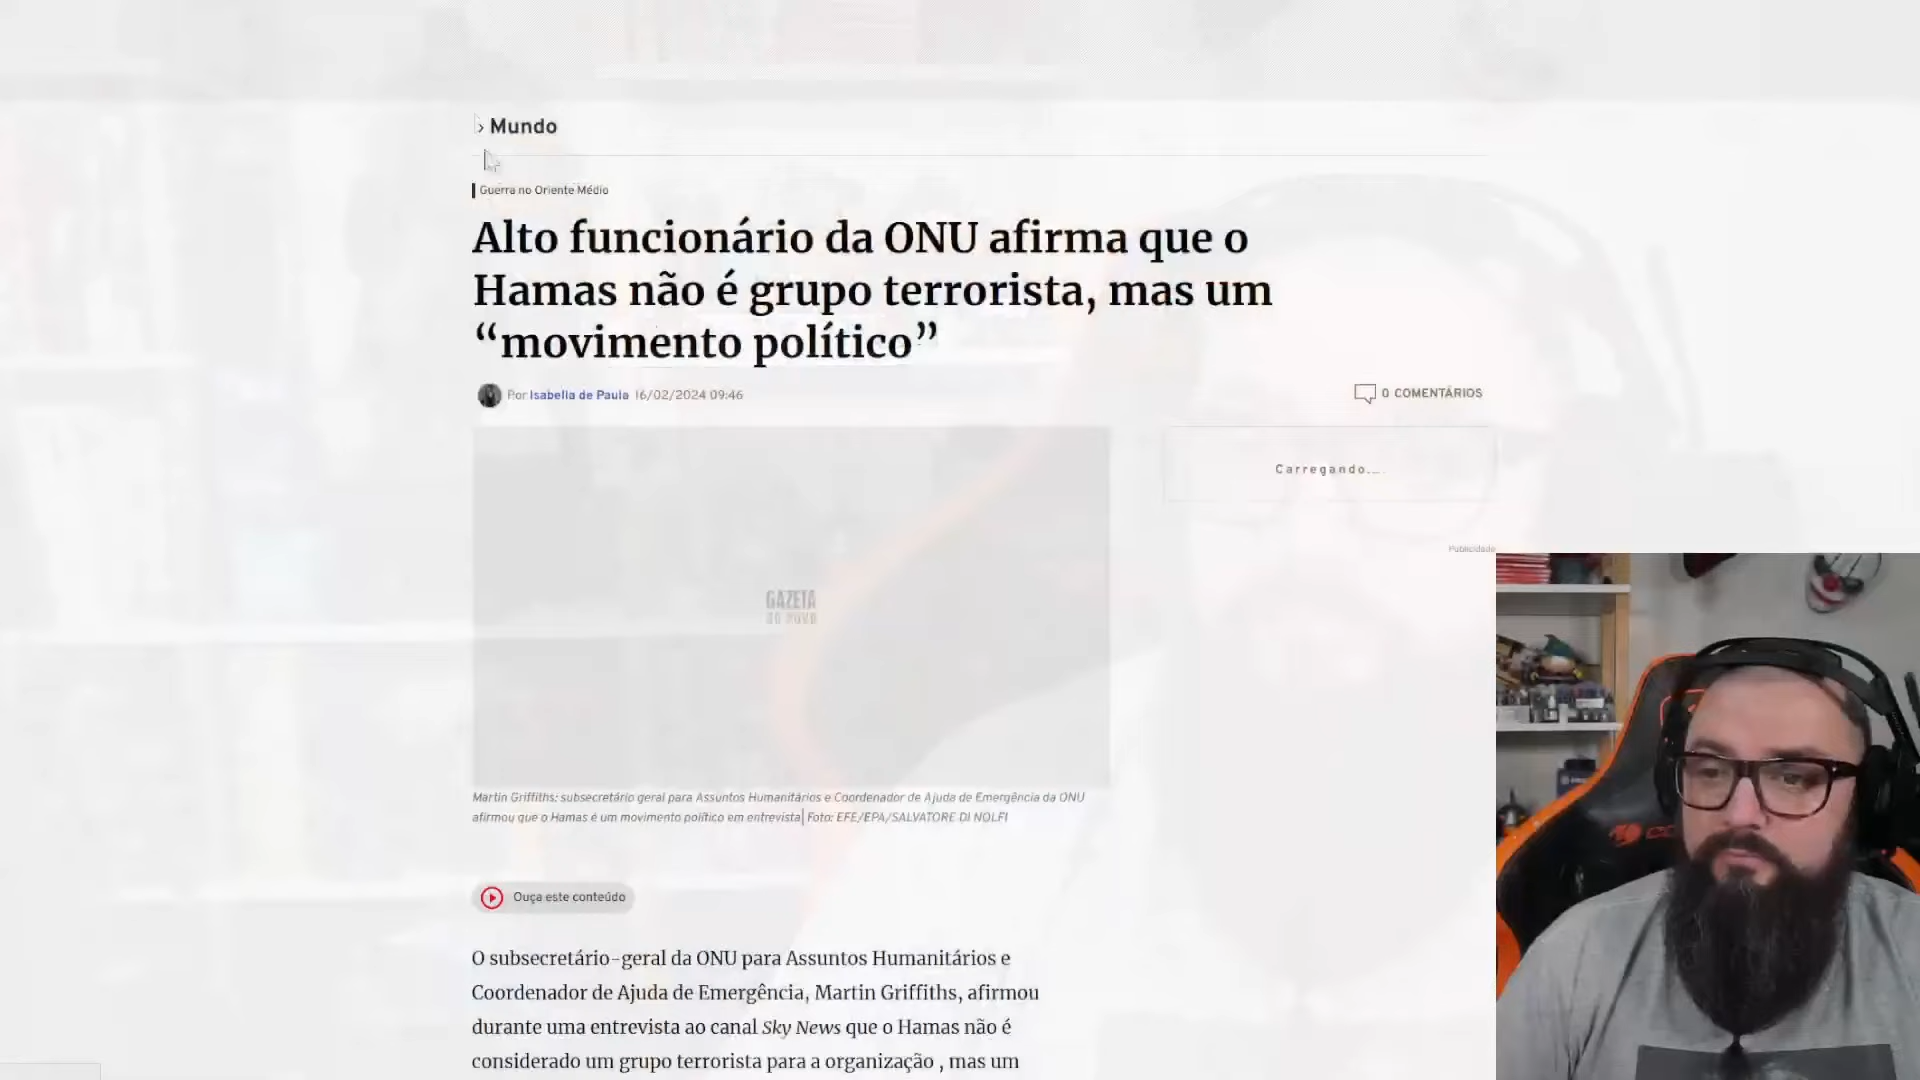 › Mundo
Guerra no Oriente Médio
Alto funcionário da ONU afirma que o
Hamas não é grupo terrorista, mas um
“movimento político”
Por Isabella de Paula 16/02/2024 09:46
0 COMENTÁRIOS
Carregando...
Publicidade
GAZETA
DO POVO
Martin Griffiths: subsecretário geral para Assuntos Humanitários e Coordenador de Ajuda de Emergência da ONU
afirmou que o Hamas é um movimento político em entrevista| Foto: EFE/EPA/SALVATORE DI NOLFI
Ouça este conteúdo
O subsecretário-geral da ONU para Assuntos Humanitários e
Coordenador de Ajuda de Emergência, Martin Griffiths, afirmou
durante uma entrevista ao canal Sky News que o Hamas não é
considerado um grupo terrorista para a organização , mas um